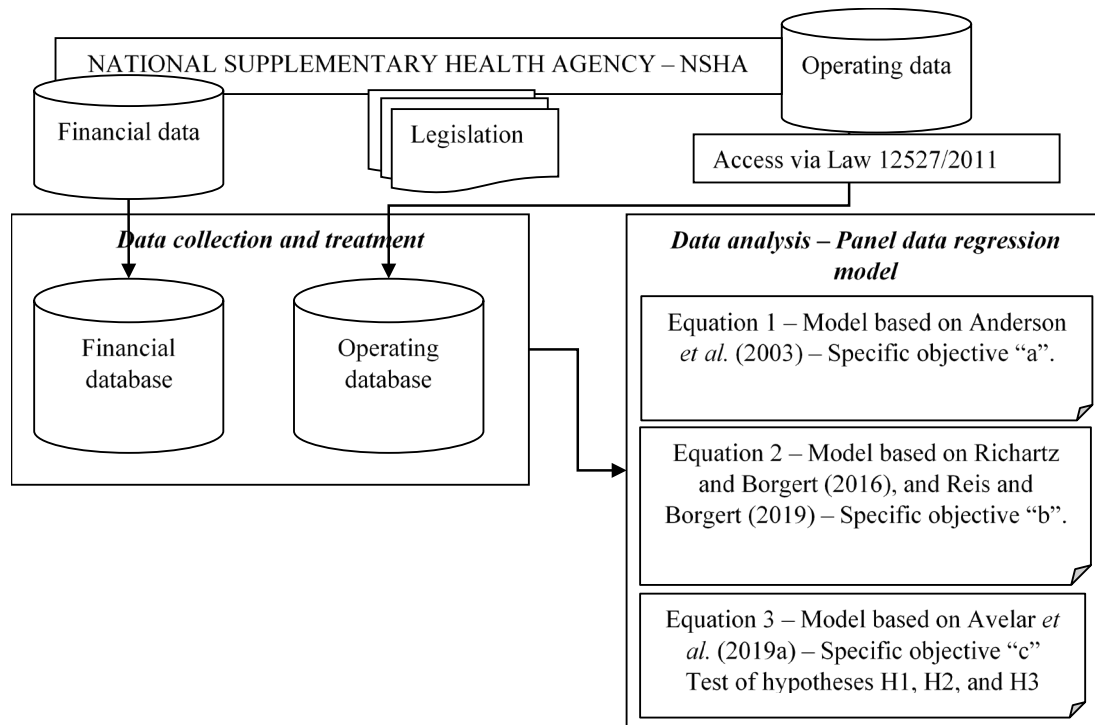 NATIONAL SUPPLEMENTARY HEALTH AGENCY – NSHA
Operating data
Financial data
Legislation
Access via Law 12527/2011
Data collection and treatment
Financial
database
Operating
database
Data analysis – Panel data regression
model
Equation 1 – Model based on Anderson
et al. (2003) – Specific objective “a”.
Equation 2 – Model based on Richartz
and Borgert (2016), and Reis and
Borgert (2019) – Specific objective “b”.
Equation 3 – Model based on Avelar et
al. (2019a) – Specific objective “c”
Test of hypotheses H1, H2, and H3